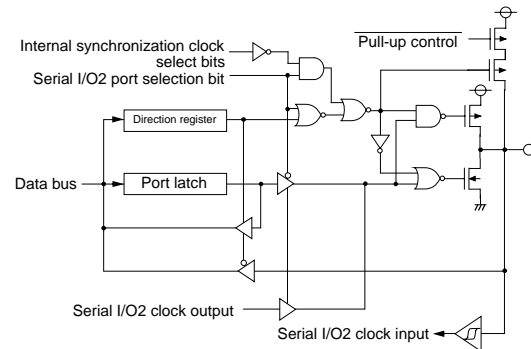 Internal synchronization clock
select bits
Serial I/O2 port selection bit
Pull-up control
Direction register
Data bus
Port latch
Serial I/O2 clock output
Serial I/O2 clock input